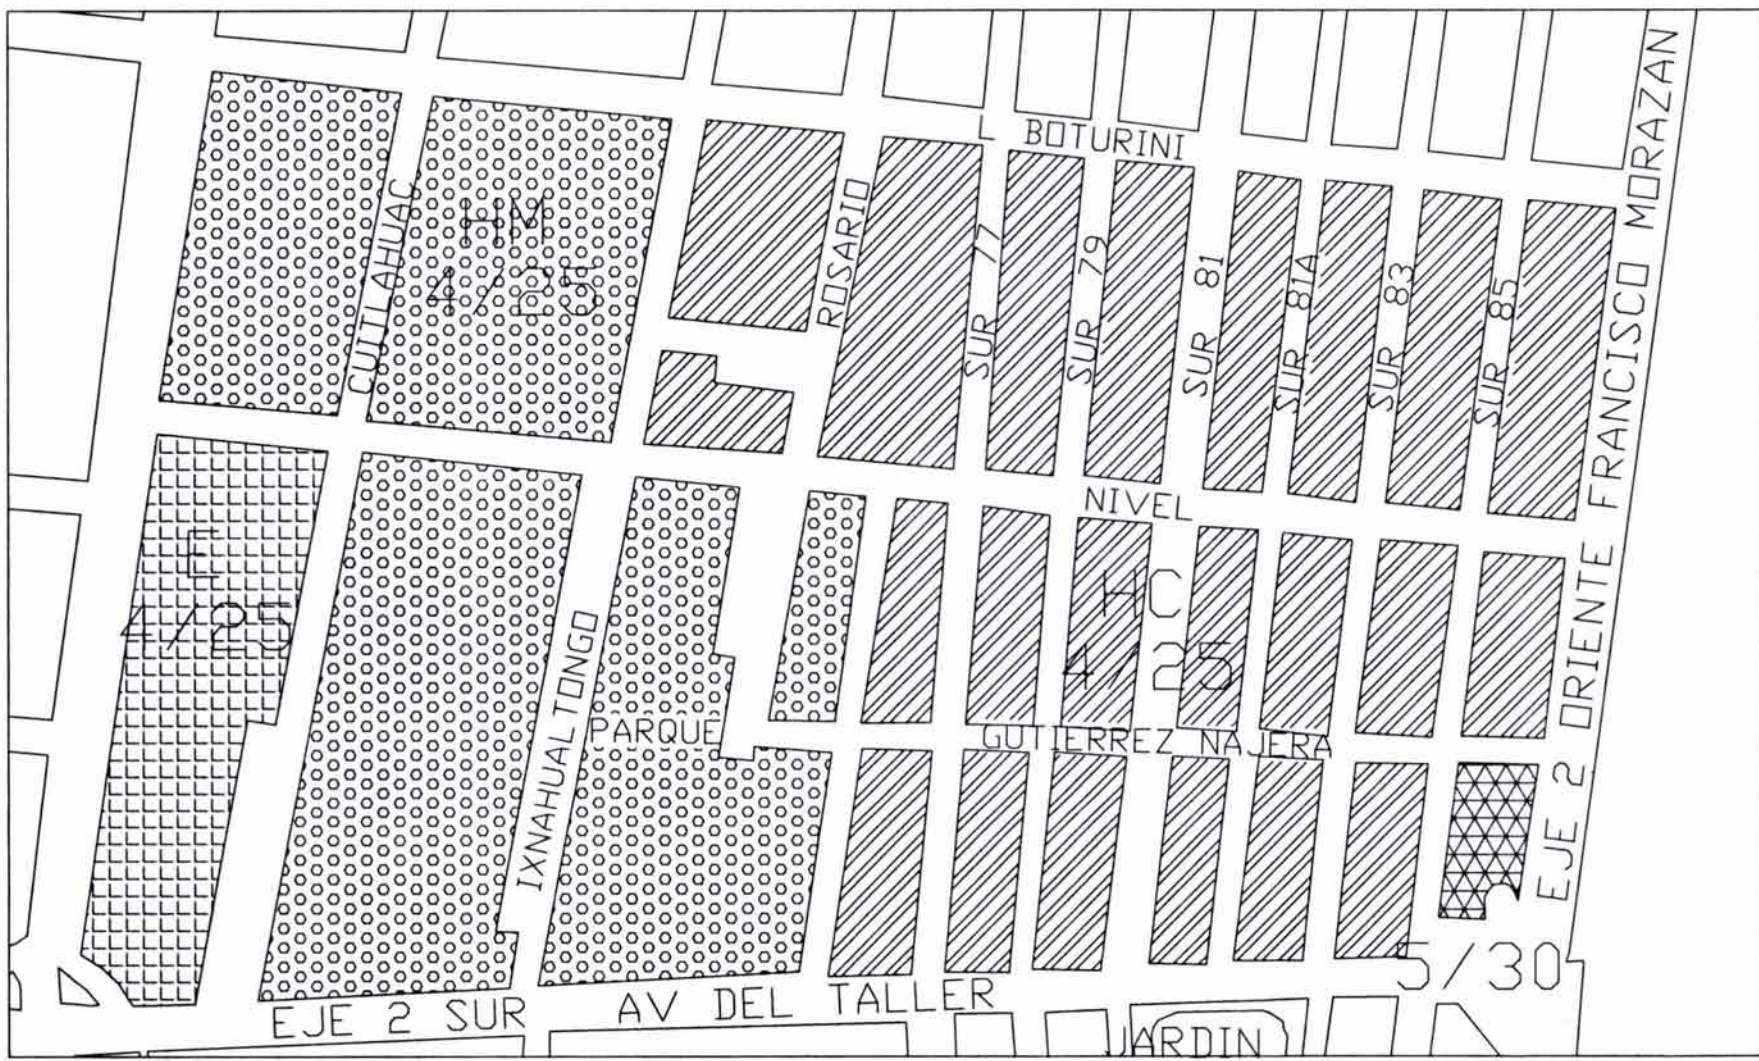 L BOTURINI
FRANCISCO MORAZAN
CUITLAHUAC
HM
4/25
ROSARIO
SUR 77
SUR 79
SUR 81
SUR 81A
SUR 83
SUR 85
NIVEL
E
4/25
HC
4/25
IXNAHUALTONGO
PARQUE
GUTIERREZ NAJERA
EJE 2 ORIENTE
5/30
EJE 2 SUR
AV DEL TALLER
JARDIN